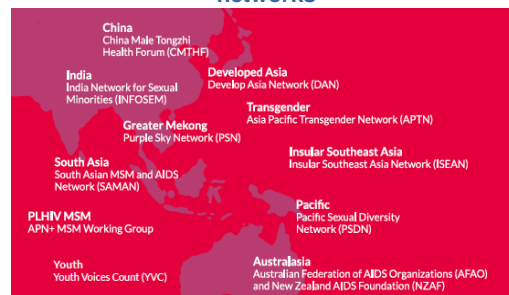 networks
China
China Male Tongzhi
Health Forum (CMTHF)
India
India Network for Sexual
Minorities (INFOSEM)
Developed Asia
Develop Asia Network (DAN)
Transgender
Asia Pacific Transgender Network (APTN)
Greater Mekong
Purple Sky Network (PSN)
Insular Southeast Asia
Insular Southeast Asia Network (ISEAN)
South Asia
South Asian MSM and AIDS
Network (SAMAN)
Pacific
Pacific Sexual Diversity
Network (PSDN)
PLHIV MSM
APN+ MSM Working Group
Youth
Youth Voices Count (YVC)
Australasia
Australian Federation of AIDS Organizations (AFAO)
and New Zealand AIDS Foundation (NZAF)